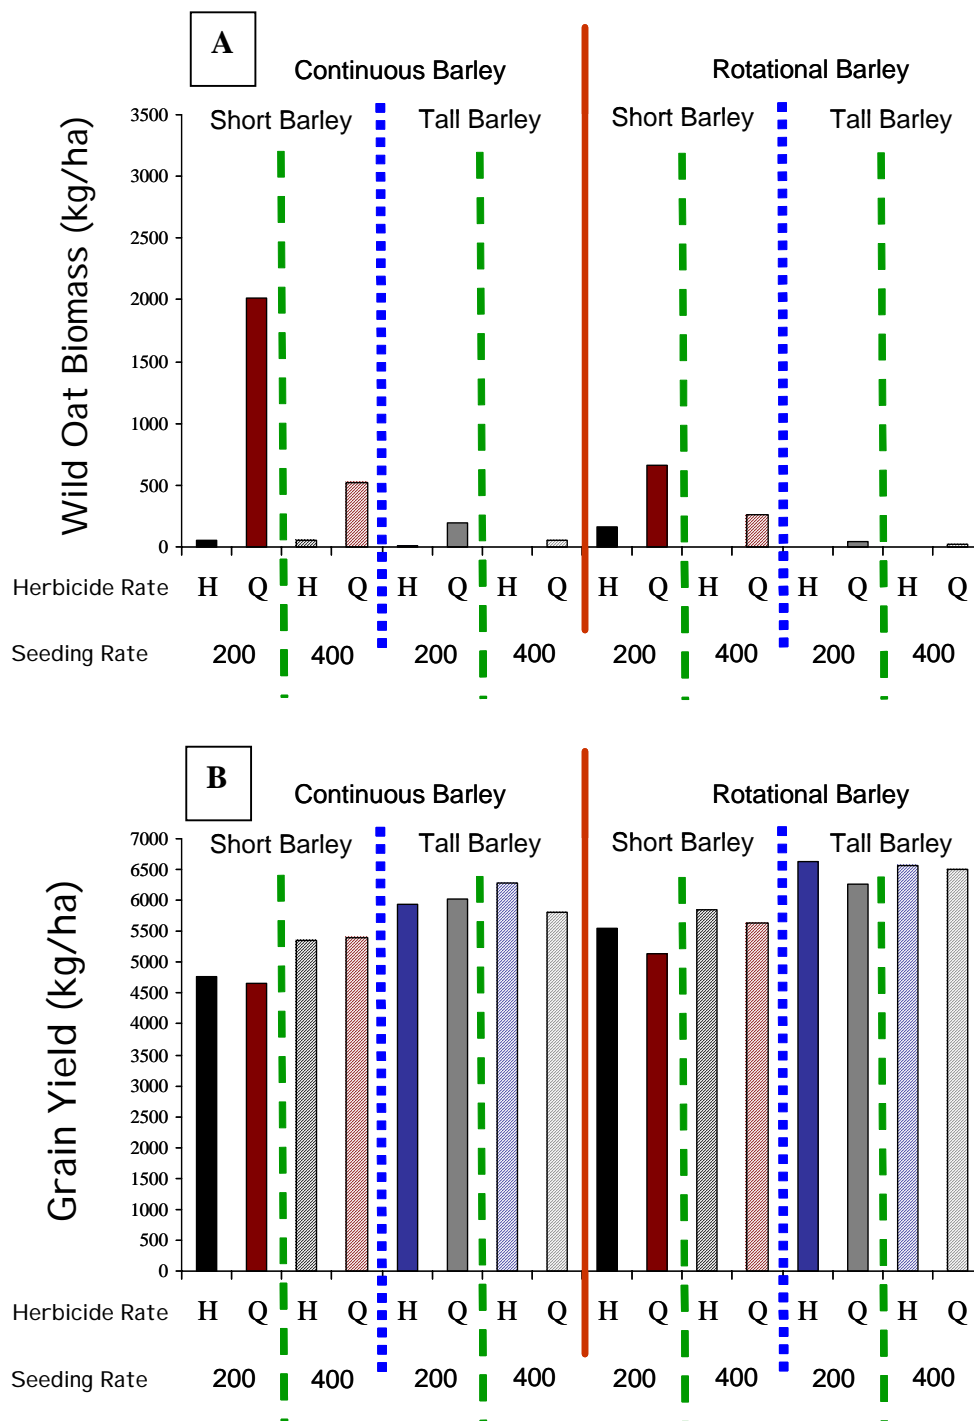 A
Continuous Barley Rotational Barley
Short Barley Tall Barley Short Barley Tall Barley
Wild Oat Biomass (kg/ha)
3500
3000
2500
2000
1500
1000
500
0
Herbicide Rate H Q H Q H Q H Q H Q H Q H Q H Q
Seeding Rate 200 400 200 400 200 400 200 400
B
Continuous Barley Rotational Barley
Short Barley Tall Barley Short Barley Tall Barley
Grain Yield (kg/ha)
7000
6500
6000
5500
5000
4500
4000
3500
3000
2500
2000
1500
1000
500
0
Herbicide Rate H Q H Q H Q H Q H Q H Q H Q H Q
Seeding Rate 200 400 200 400 200 400 200 400